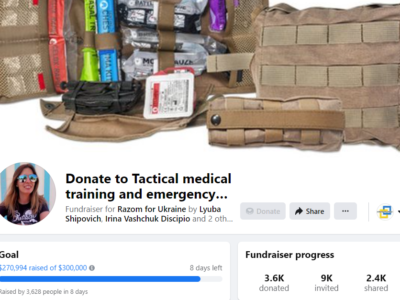 Donate to Tactical medical
training and emergency...
Fundraiser for Razom for Ukraine by Lyuba
Shipovich, Irina Vashchuk Discipio and 2 oth...
Donate
Share
Goal
$270,994 raised of $300,000
8 days left
Raised by 3,628 people in 8 days
Fundraiser progress
3.6K
9K
2.4K
donated
invited
shared